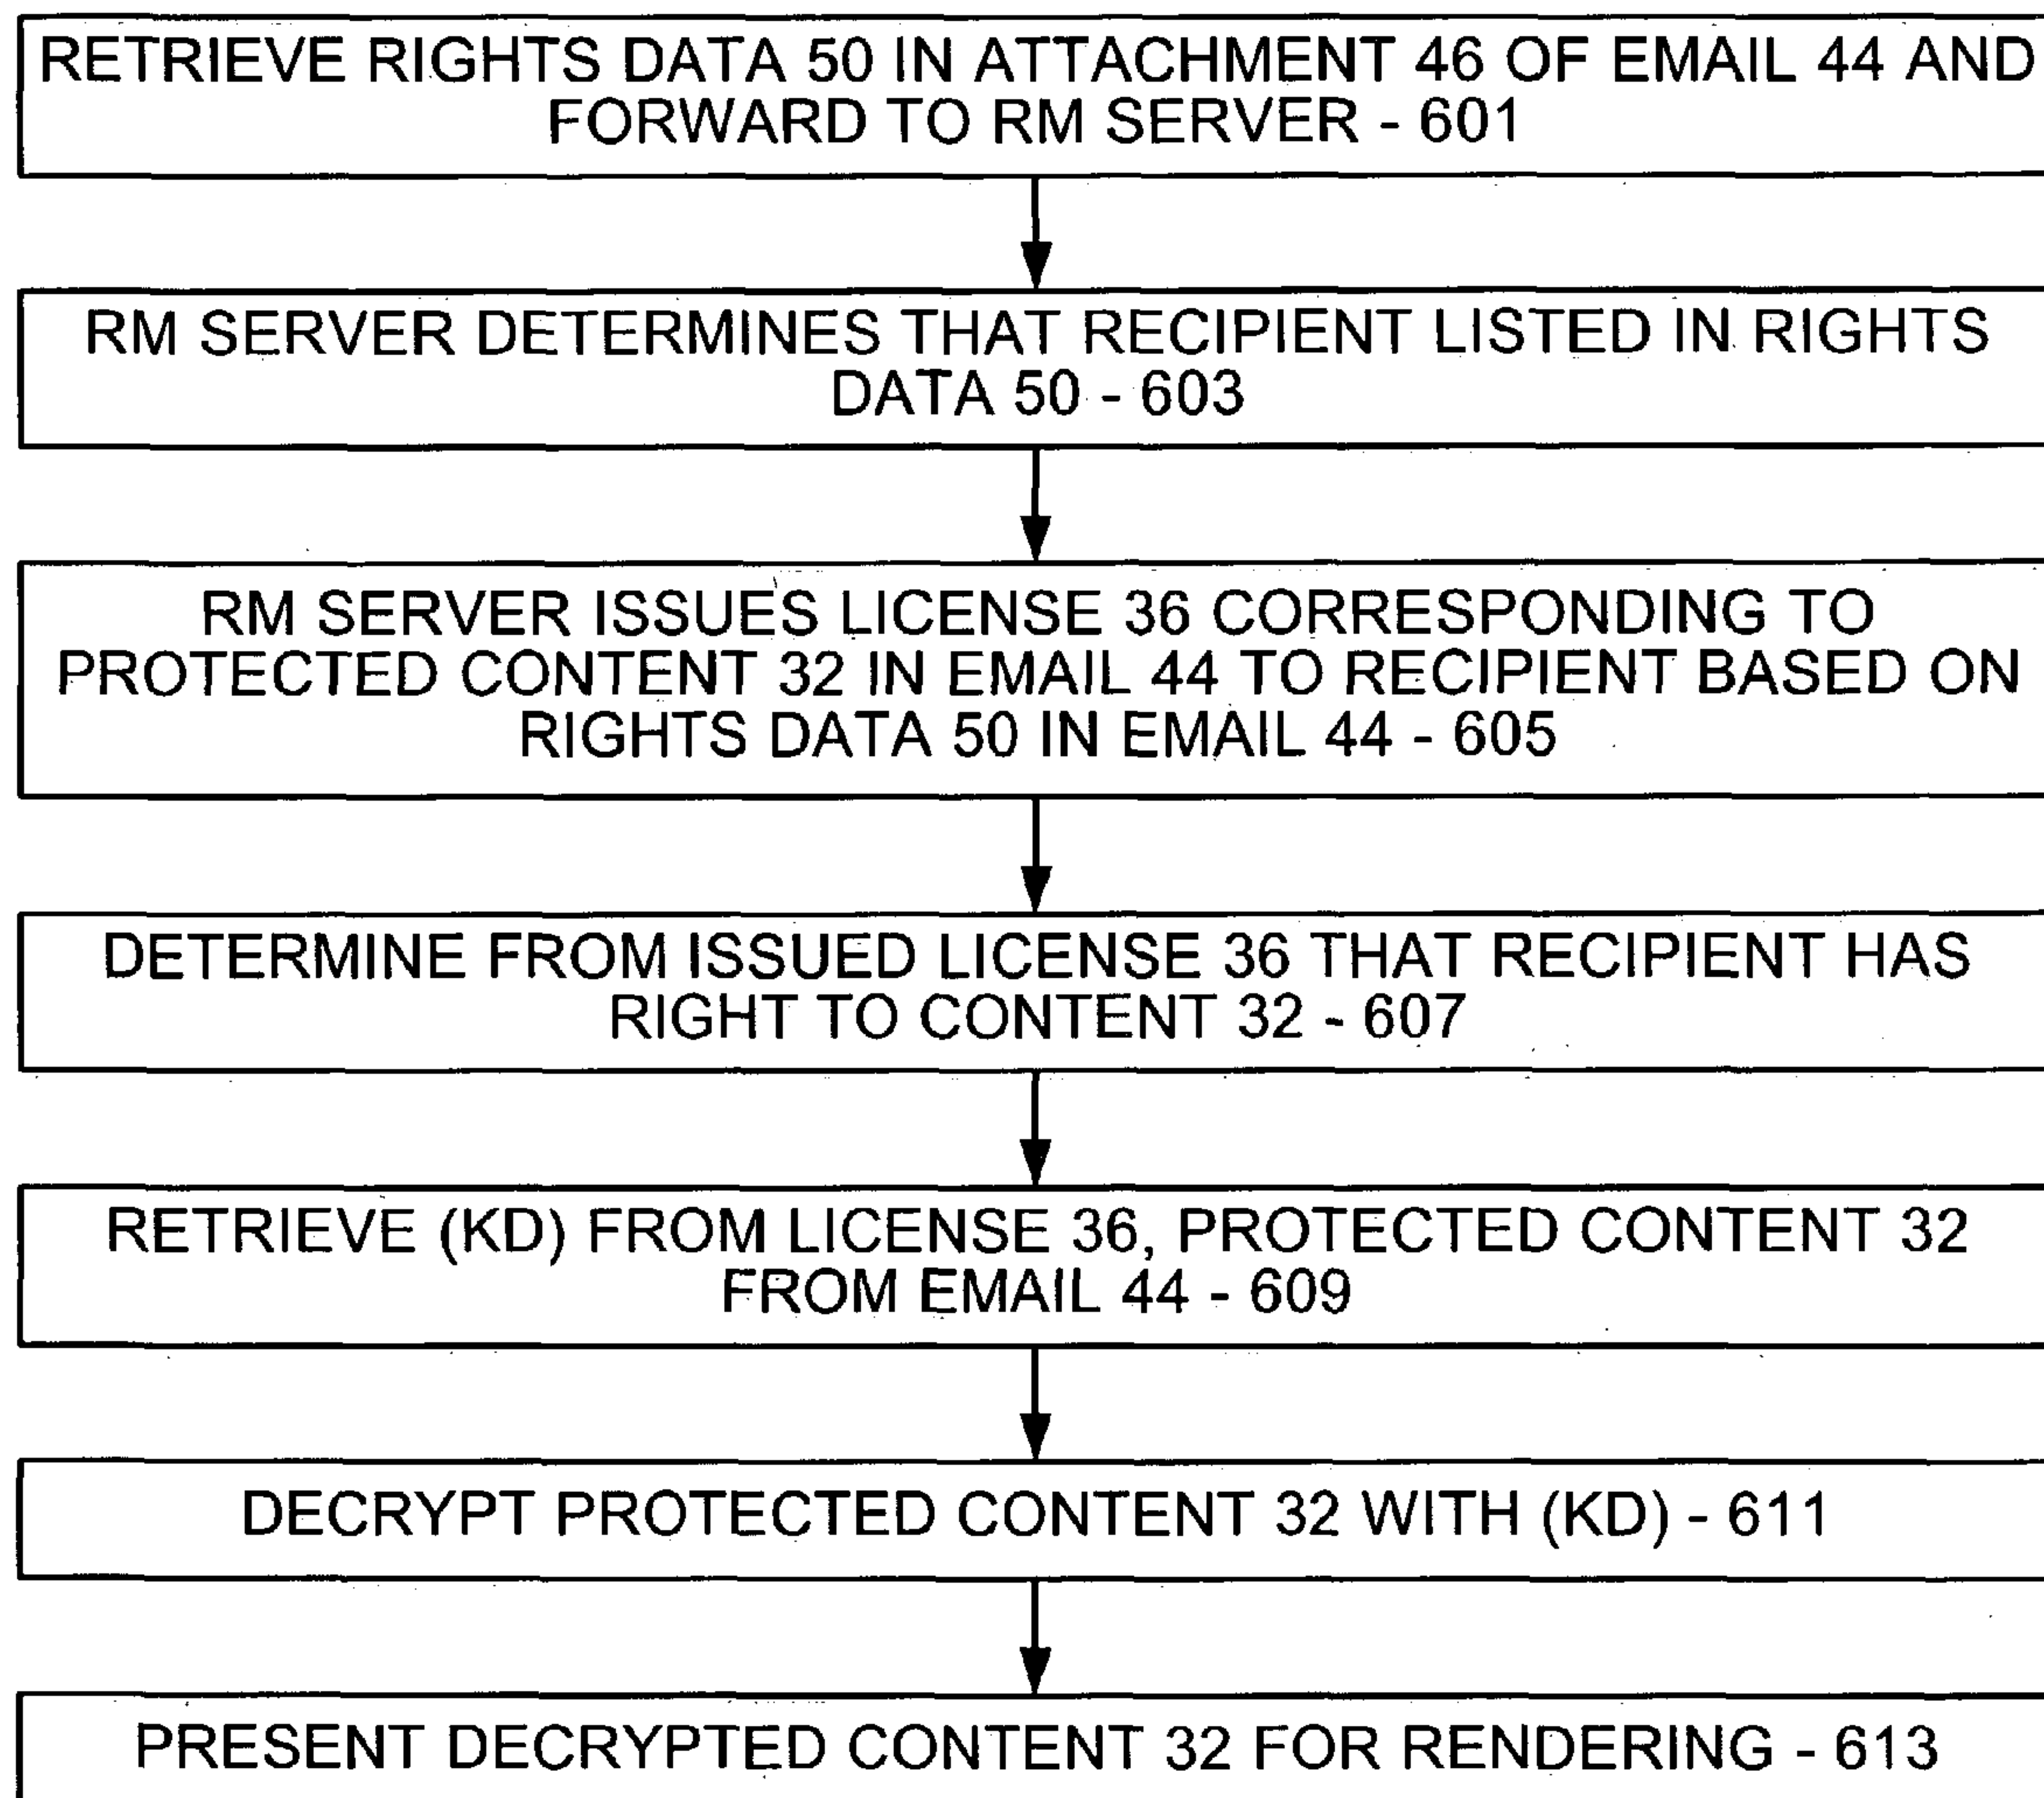 RETRIEVE RIGHTS DATA 50 IN ATTACHMENT 46 OF EMAIL 44 AND
FORWARD TO RM SERVER - 601
RM SERVER DETERMINES THAT RECIPIENT LISTED IN RIGHTS
DATA 50 - 603
RM SERVER ISSUES LICENSE 36 CORRESPONDING TO
PROTECTED CONTENT 32 IN EMAIL 44 TO RECIPIENT BASED ON
RIGHTS DATA 50 IN EMAIL 44 - 605
DETERMINE FROM ISSUED LICENSE 36 THAT RECIPIENT HAS
RIGHT TO CONTENT 32 - 607
RETRIEVE (KD) FROM LICENSE 36, PROTECTED CONTENT 32
FROM EMAIL 44 - 609
DECRYPT PROTECTED CONTENT 32 WITH (KD) - 611
PRESENT DECRYPTED CONTENT 32 FOR RENDERING - 613